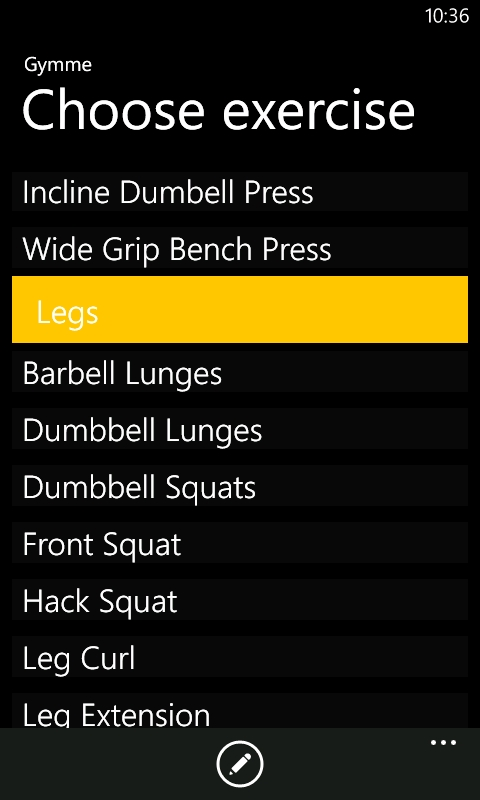 10:36
Gymme
Choose exercise
Incline Dumbell Press
Wide Grip Bench Press
Legs
Barbell Lunges
Dumbbell Lunges
Dumbbell Squats
Front Squat
Hack Squat
Leg Curl
Leg Extension